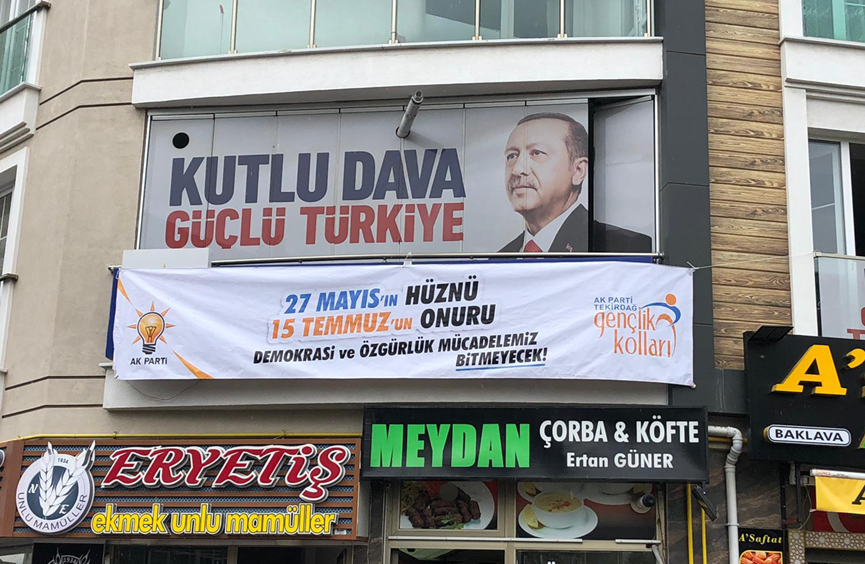 KUTLU DAVA
GÜÇLÜ TÜRKİYE
27 MAYIS'IN HÜZNÜ
15 TEMMUZ'UN ONURU
DEMOKRASİ ve ÖZGÜRLÜK MÜCADELEMİZ
BİTMEYECEK!
AK PARTİ
AK PARTİ
TEKİRDAĞ
gençlik
kolları
1934
N E
UNLU MAMÜLLER
ERYETİŞ
ekmek unlu mamüller
MEYDAN
ÇORBA & KÖFTE
Ertan GÜNER
A'
BAKLAVA
A'Saftat